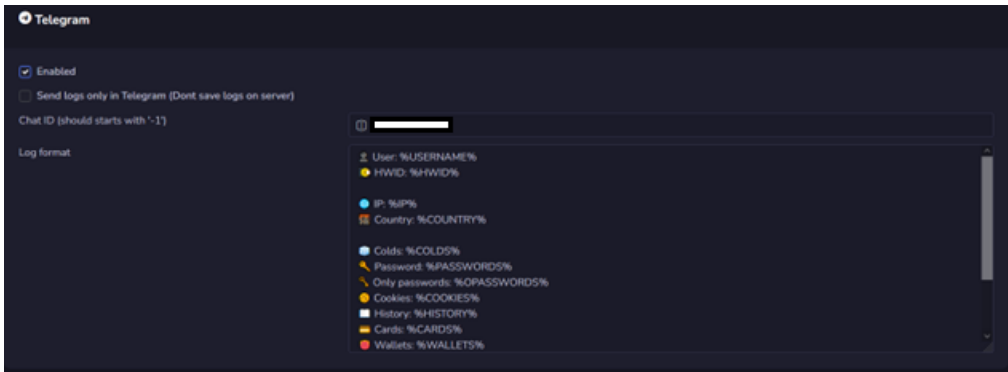 Telegram
Enabled
Send logs only in Telegram (Dont save logs on server)
Chat ID (should starts with '-1')
Log format
User: %USERNAME%
HWID: %HWID%
IP: %IP%
Country: %COUNTRY%
Colds: %COLDS%
Password: %PASSWORDS%
Only passwords: %OPASSWORDS%
Cookies: %COOKIES%
History: %HISTORY%
Cards: %CARDS%
Wallets: %WALLETS%